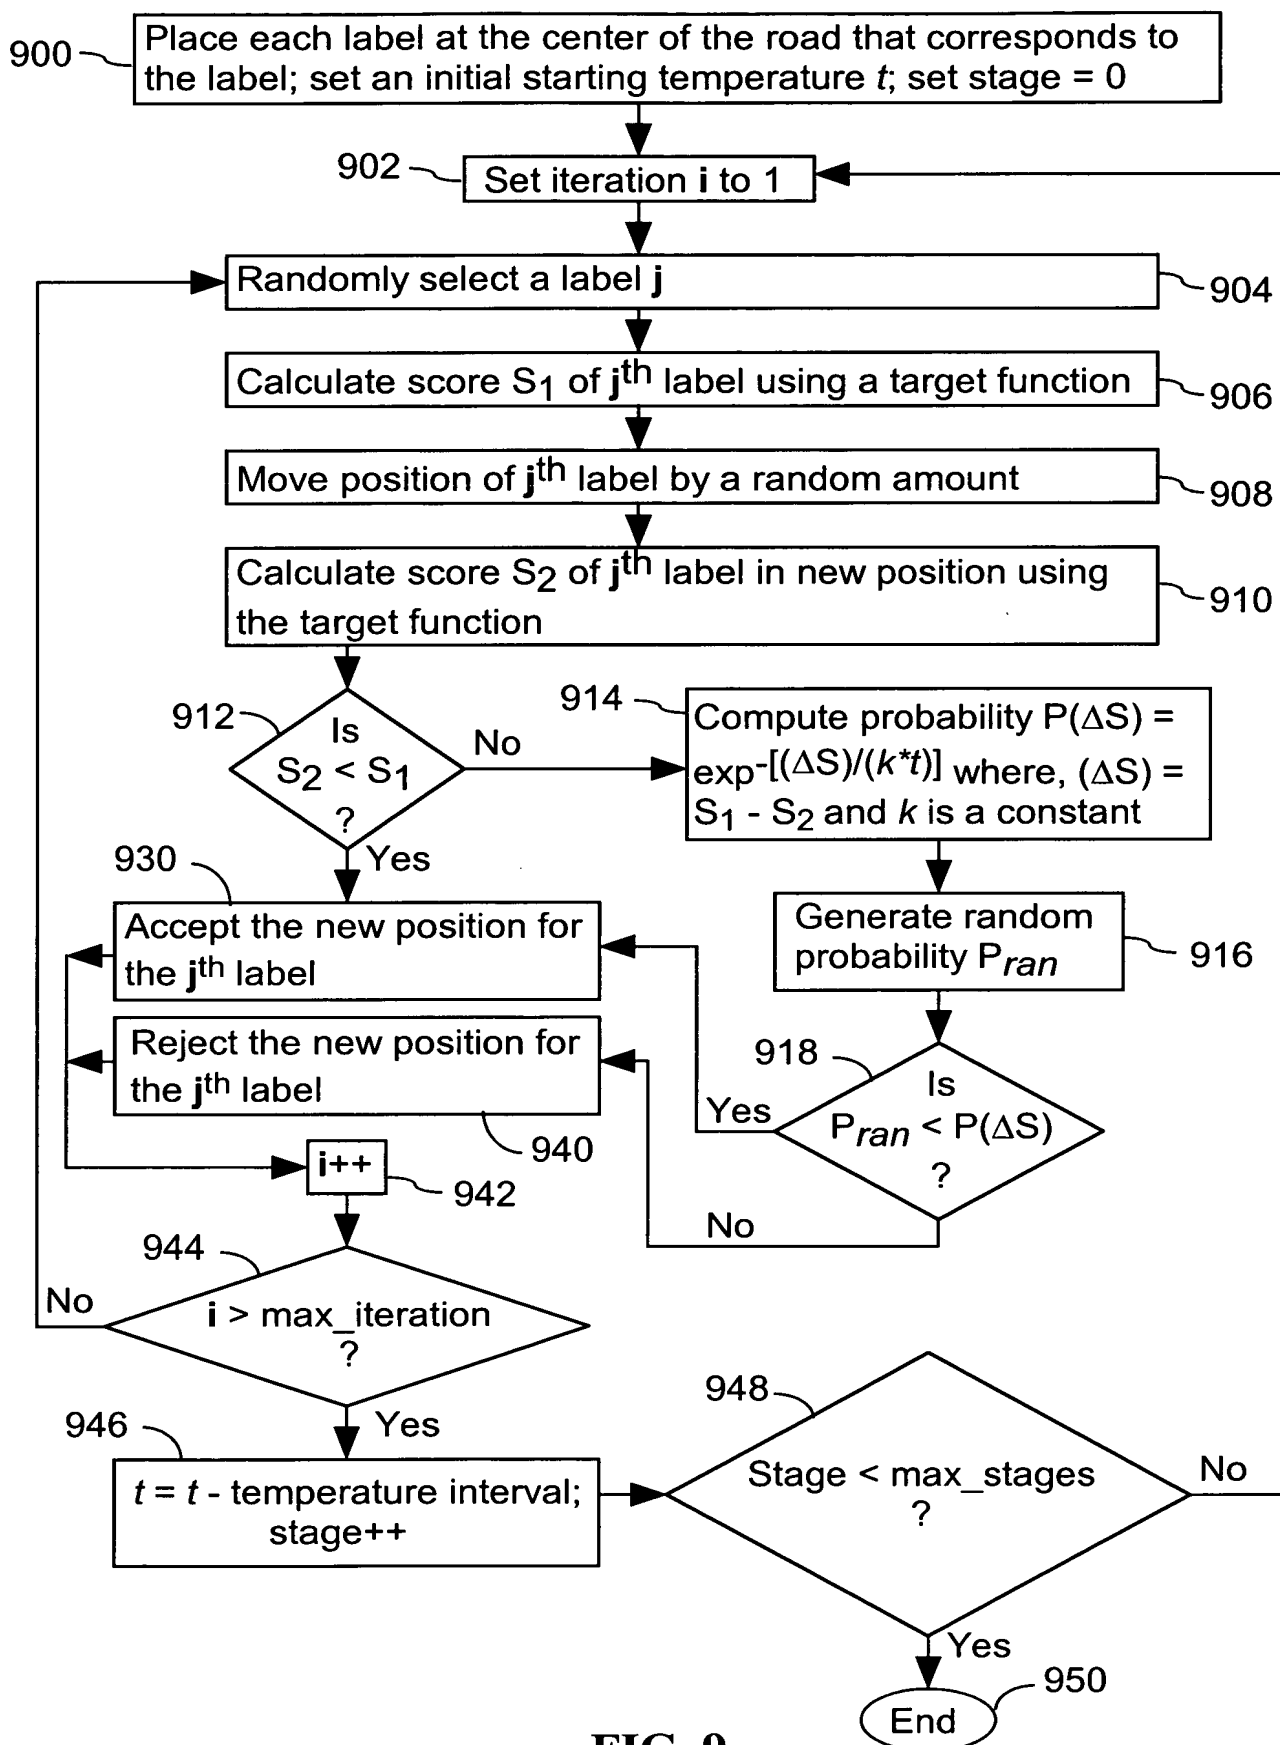 900
Place each label at the center of the road that corresponds to
the label; set an initial starting temperature t; set stage = 0
902
Set iteration i to 1
Randomly select a label j
904
Calculate score S1 of jth label using a target function
906
Move position of jth label by a random amount
908
Calculate score S2 of jth label in new position using
the target function
910
912
Is
S2 < S1
?
No
Yes
914
Compute probability P(ΔS) =
exp-[(ΔS)/(k*t)] where, (ΔS) =
S1 - S2 and k is a constant
930
Accept the new position for
the jth label
Generate random
probability Pran
916
Reject the new position for
the jth label
940
918
Is
Pran < P(ΔS)
?
Yes
No
i++
942
944
i > max_iteration
?
No
Yes
946
t = t - temperature interval;
stage++
948
Stage < max_stages
?
No
Yes
950
End
FIG. 9